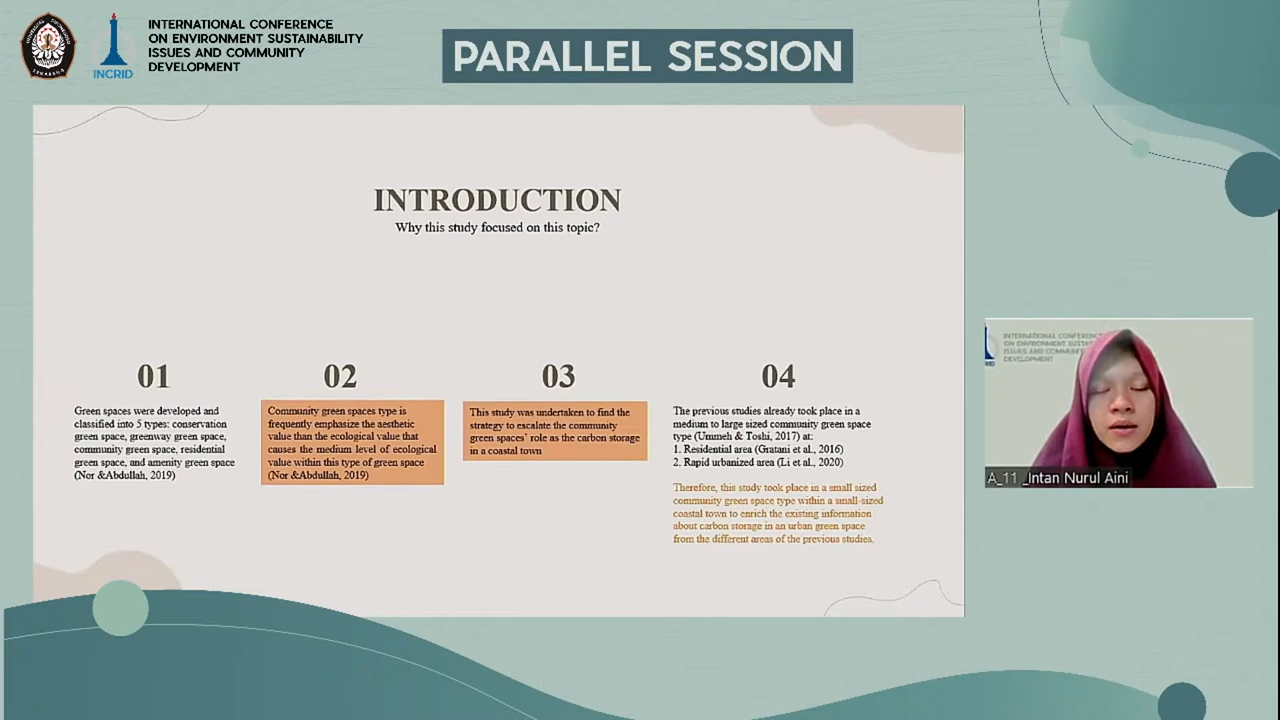 INTERNATIONAL CONFERENCE
ON ENVIRONMENT SUSTAINABILITY
ISSUES AND COMMUNITY
DEVELOPMENT
INCRID
PARALLEL SESSION
INTRODUCTION
Why this study focused on this topic?
01
Green spaces were developed and
classified into 5 types: conservation
green space, greenway green space,
community green space, residential
green space, and amenity green space
(Nor &Abdullah, 2019)
02
Community green spaces type is
frequently emphasize the aesthetic
value than the ecological value that
causes the medium level of ecological
value within this type of green space
(Nor &Abdullah, 2019)
03
This study was undertaken to find the
strategy to escalate the community
green spaces' role as the carbon storage
in a coastal town
04
The previous studies already took place in a
medium to large sized community green space
type (Ummeh & Toshi, 2017) at:
1. Residential area (Gratani et al., 2016)
2. Rapid urbanized area (Li et al., 2020)
Therefore, this study took place in a small sized
community green space type within a small-sized
coastal town to enrich the existing information
about carbon storage in an urban green space
from the different areas of the previous studies.
INTERNATIONAL CONFERENCE
ON ENVIRONMENT
ISSUES AND
DEVELOPMENT
A_11 _Intan Nurul Aini